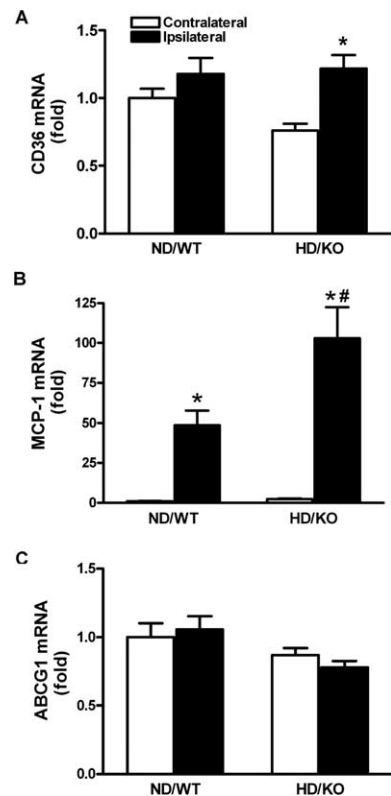 A
Contralateral
Ipsilateral
CD36 mRNA
(fold)
1.5
1.0
0.5
0.0
*
ND/WT
HD/KO
B
MCP-1 mRNA
(fold)
125
100
75
50
25
0
*
*#
ND/WT
HD/KO
C
ABCG1 mRNA
(fold)
1.5
1.0
0.5
0.0
ND/WT
HD/KO